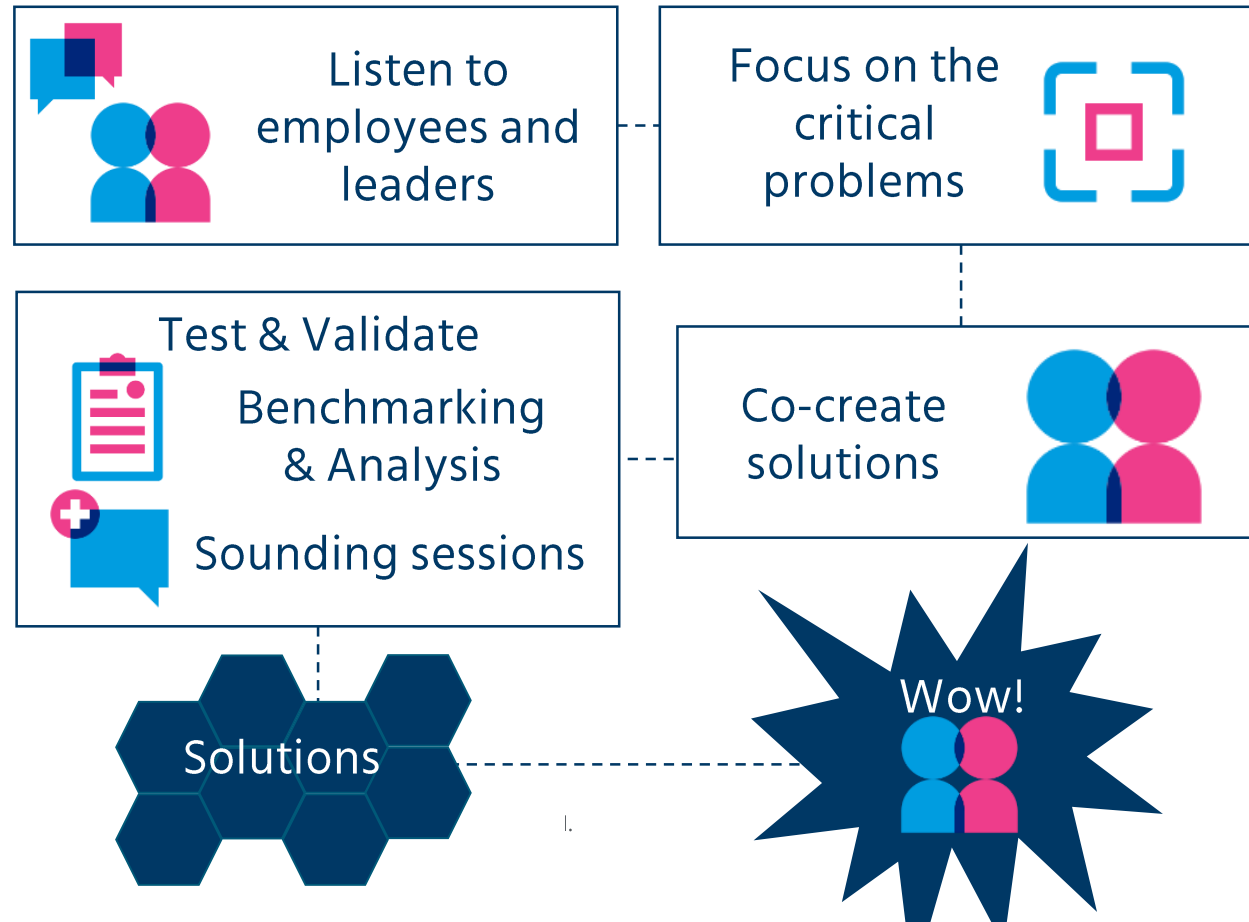 Listen to
employees and
leaders
Focus on the
critical
problems
Co-create
solutions
Test & Validate
Benchmarking
& Analysis
Sounding sessions
Solutions
Wow!
l.